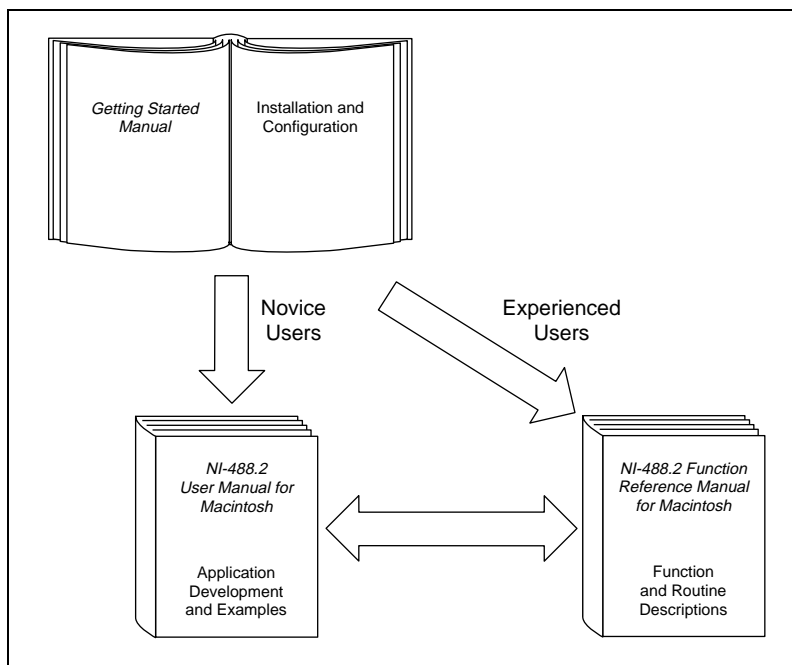 Getting Started
Manual
Installation and
Configuration
Novice
Users
Experienced
Users
NI-488.2
User Manual for
Macintosh
Application
Development
and Examples
NI-488.2 Function
Reference Manual
for Macintosh
Function
and Routine
Descriptions